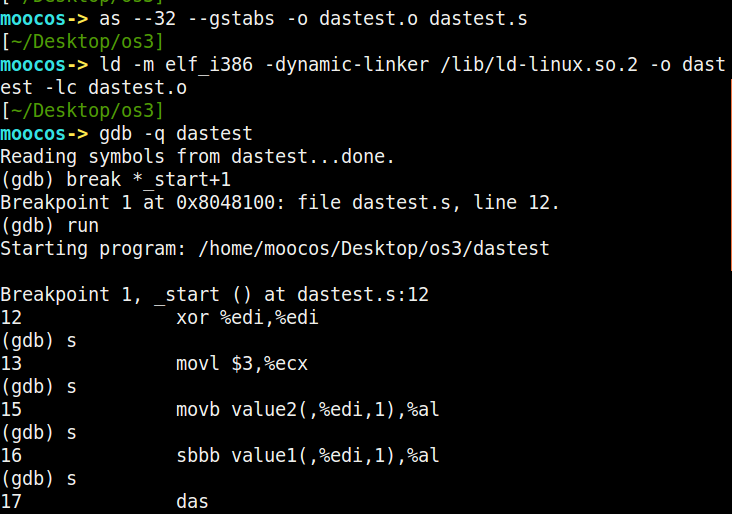 [~/Desktop/os3]
moocos-> as --32 --gstabs -o dastest.o dastest.s
[~/Desktop/os3]
moocos-> ld -m elf_i386 -dynamic-linker /lib/ld-linux.so.2 -o dast
est -lc dastest.o
[~/Desktop/os3]
moocos-> gdb -q dastest
Reading symbols from dastest...done.
(gdb) break *_start+1
Breakpoint 1 at 0x8048100: file dastest.s, line 12.
(gdb) run
Starting program: /home/moocos/Desktop/os3/dastest

Breakpoint 1, _start () at dastest.s:12
12              xor %edi,%edi
(gdb) s
13              movl $3,%ecx
(gdb) s
15              movb value2(,%edi,1),%al
(gdb) s
16              sbbb value1(,%edi,1),%al
(gdb) s
17              das